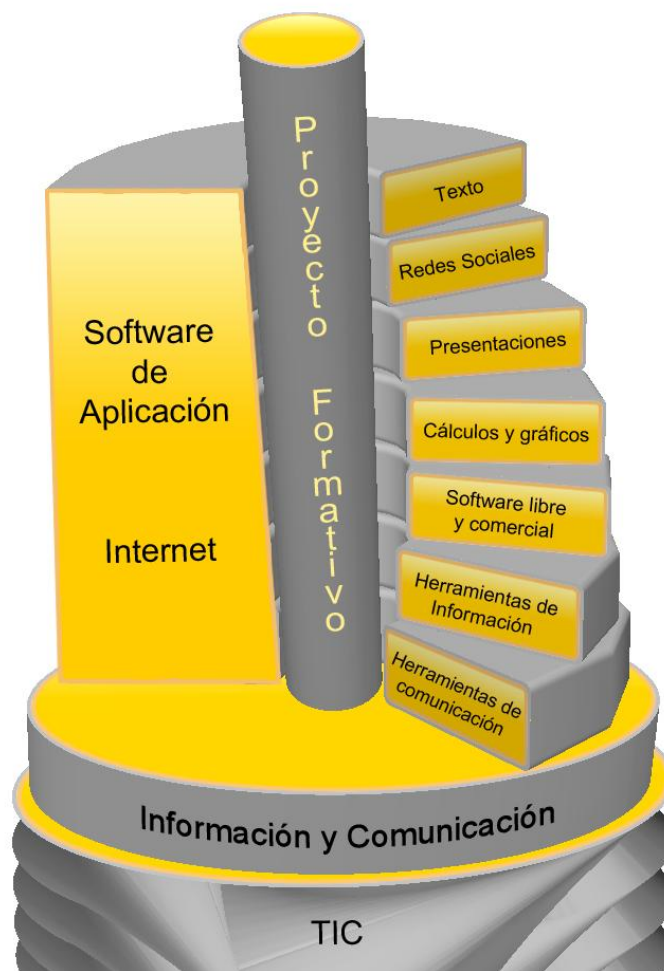 Proyecto Formativo
Software
de
Aplicación
Internet
Texto
Redes Sociales
Presentaciones
Cálculos y gráficos
Software libre
y comercial
Herramientas de
Información
Herramientas de
comunicación
Información y Comunicación
TIC